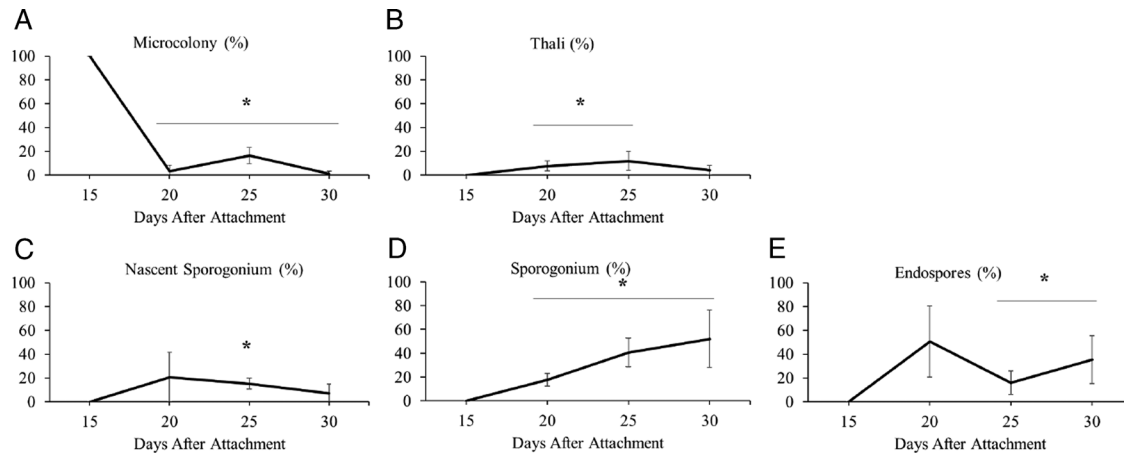 A
Microcolony (%)
100
80
60
40
20
0
*
15 20 25 30
Days After Attachment
B
Thali (%)
100
80
60
40
20
0
*
15 20 25 30
Days After Attachment
C
Nascent Sporogonium (%)
100
80
60
40
20
0
*
15 20 25 30
Days After Attachment
D
Sporogonium (%)
100
80
60
40
20
0
*
15 20 25 30
Days After Attachment
E
Endospores (%)
100
80
60
40
20
0
*
15 20 25 30
Days After Attachment